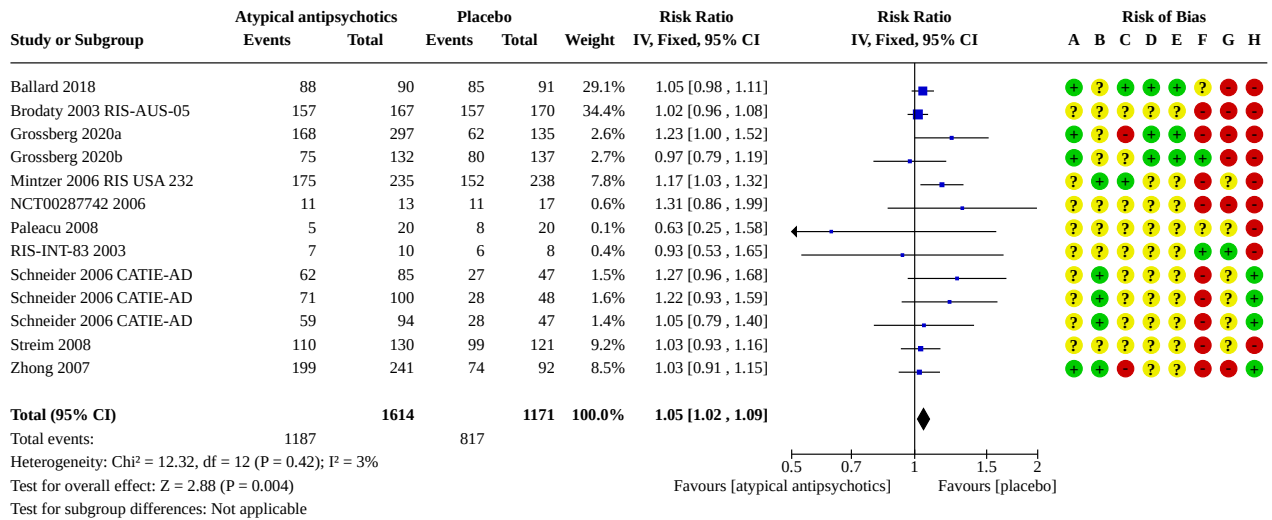 Atypical antipsychotics Placebo Risk Ratio Risk Ratio Risk of Bias
Study or Subgroup Events Total Events Total Weight IV, Fixed, 95% CI IV, Fixed, 95% CI A B C D E F G H
Ballard 2018 88 90 85 91 29.1% 1.05 [0.98 , 1.11] + ? + + + ? - -
Brodaty 2003 RIS-AUS-05 157 167 157 170 34.4% 1.02 [0.96 , 1.08] ? ? ? ? ? - - -
Grossberg 2020a 168 297 62 135 2.6% 1.23 [1.00 , 1.52] + ? - + + - - -
Grossberg 2020b 75 132 80 137 2.7% 0.97 [0.79 , 1.19] + ? ? + + + - -
Mintzer 2006 RIS USA 232 175 235 152 238 7.8% 1.17 [1.03 , 1.32] ? + + ? ? - ? -
NCT00287742 2006 11 13 11 17 0.6% 1.31 [0.86 , 1.99] ? ? ? ? ? - - -
Paleacu 2008 5 20 8 20 0.1% 0.63 [0.25 , 1.58] ? ? ? ? ? ? ? -
RIS-INT-83 2003 7 10 6 8 0.4% 0.93 [0.53 , 1.65] ? ? ? ? ? + + -
Schneider 2006 CATIE-AD 62 85 27 47 1.5% 1.27 [0.96 , 1.68] ? + ? ? ? - ? +
Schneider 2006 CATIE-AD 71 100 28 48 1.6% 1.22 [0.93 , 1.59] ? + ? ? ? - ? +
Schneider 2006 CATIE-AD 59 94 28 47 1.4% 1.05 [0.79 , 1.40] ? + ? ? ? - ? +
Streim 2008 110 130 99 121 9.2% 1.03 [0.93 , 1.16] ? ? ? ? ? - ? -
Zhong 2007 199 241 74 92 8.5% 1.03 [0.91 , 1.15] + + - ? ? - - +
Total (95% CI) 1614 1171 100.0% 1.05 [1.02 , 1.09]
Total events: 1187 817
Heterogeneity: Chi² = 12.32, df = 12 (P = 0.42); I² = 3%
0.5 0.7 1 1.5 2
Test for overall effect: Z = 2.88 (P = 0.004)
Favours [atypical antipsychotics] Favours [placebo]
Test for subgroup differences: Not applicable